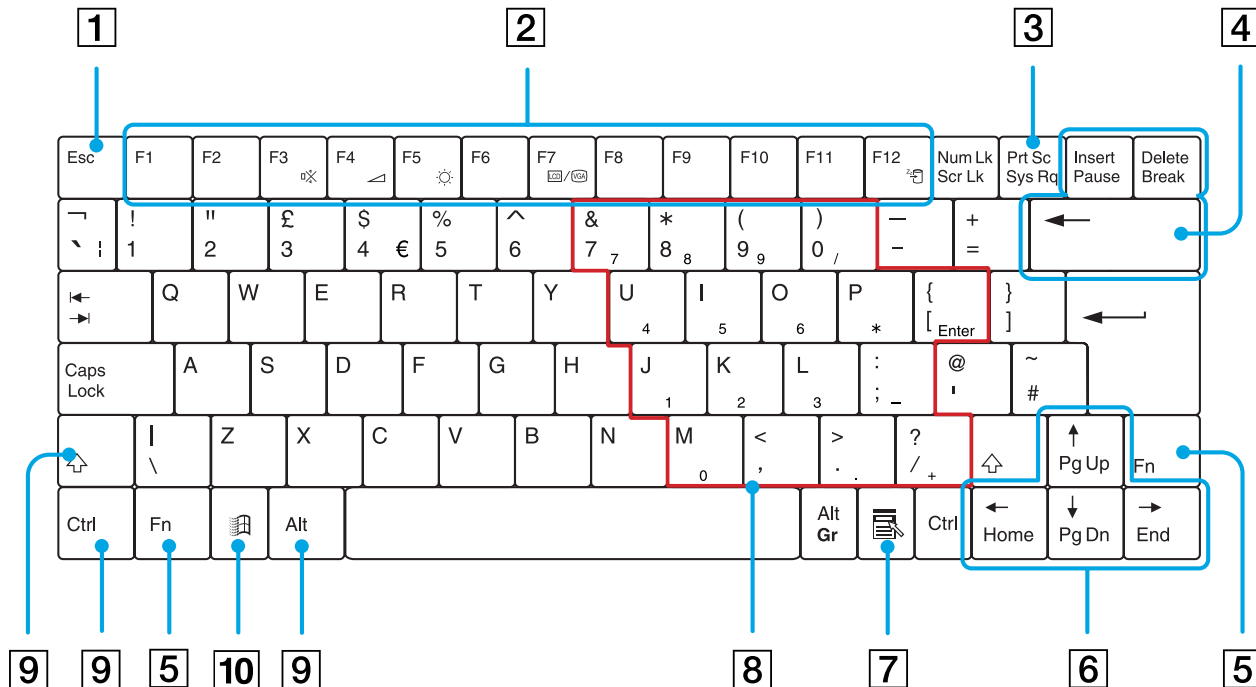 1 2 3 4
Esc F1 F2 F3 F4 F5 F6 F7 F8 F9 F10 F11 F12 Num Lk Prt Sc Insert Delete
LCD / VGA Zz Scr Lk Sys Rq Pause Break
¬ ! " £ $ % ^ & * ( ) — +
` ¦ 1 2 3 4 € 5 6 7 7 8 8 9 9 0 / - =
Q W E R T Y U I O P { }
4 5 6 * [ Enter ]
Caps A S D F G H J K L : @ ~
Lock 1 2 3 ; - ' #
| Z X C V B N M < > ? Pg Up Fn
\ 0 , . . / +
Ctrl Fn Alt Alt Gr Ctrl Home Pg Dn End
9 9 5 10 9 8 7 6 5